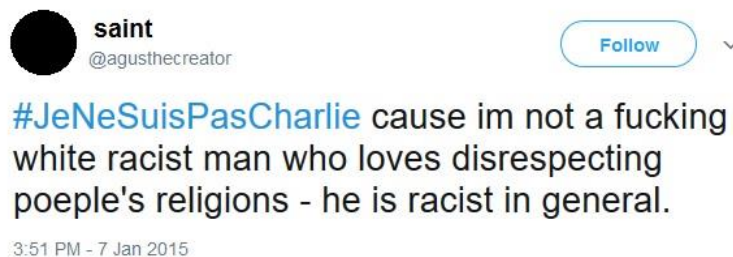 saint
@agusthecreator
Follow
#JeNeSuisPasCharlie cause im not a fucking
white racist man who loves disrespecting
poeple's religions - he is racist in general.
3:51 PM - 7 Jan 2015